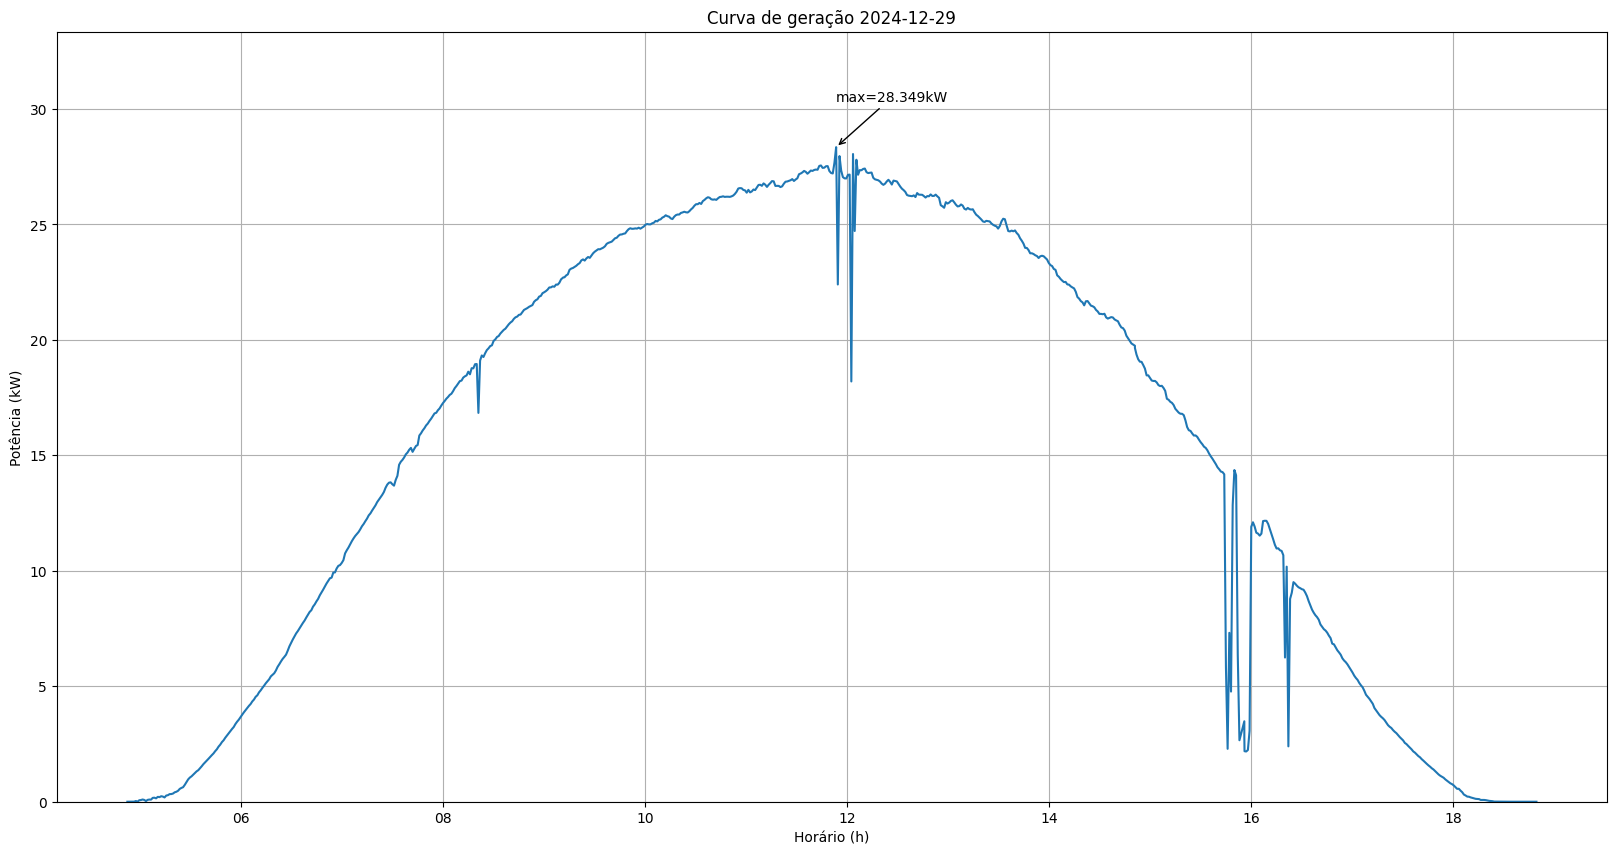 Curva de geração 2024-12-29
max=28.349kW
30
25
20
15
10
5
0
Potência (kW)
06 08 10 12 14 16 18
Horário (h)